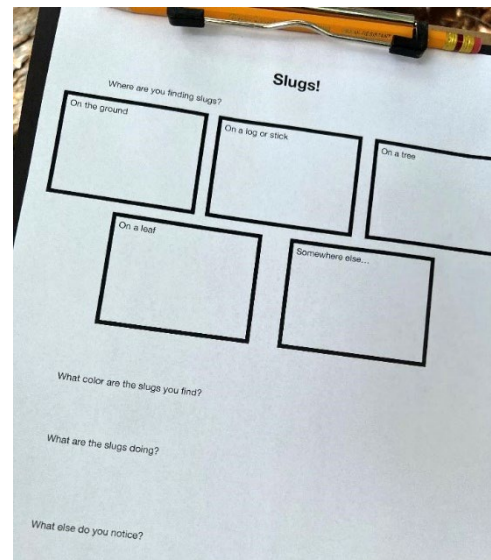 Slugs!
Where are you finding slugs?
On the ground
On a log or stick
On a tree
On a leaf
Somewhere else...
What color are the slugs you find?
What are the slugs doing?
What else do you notice?